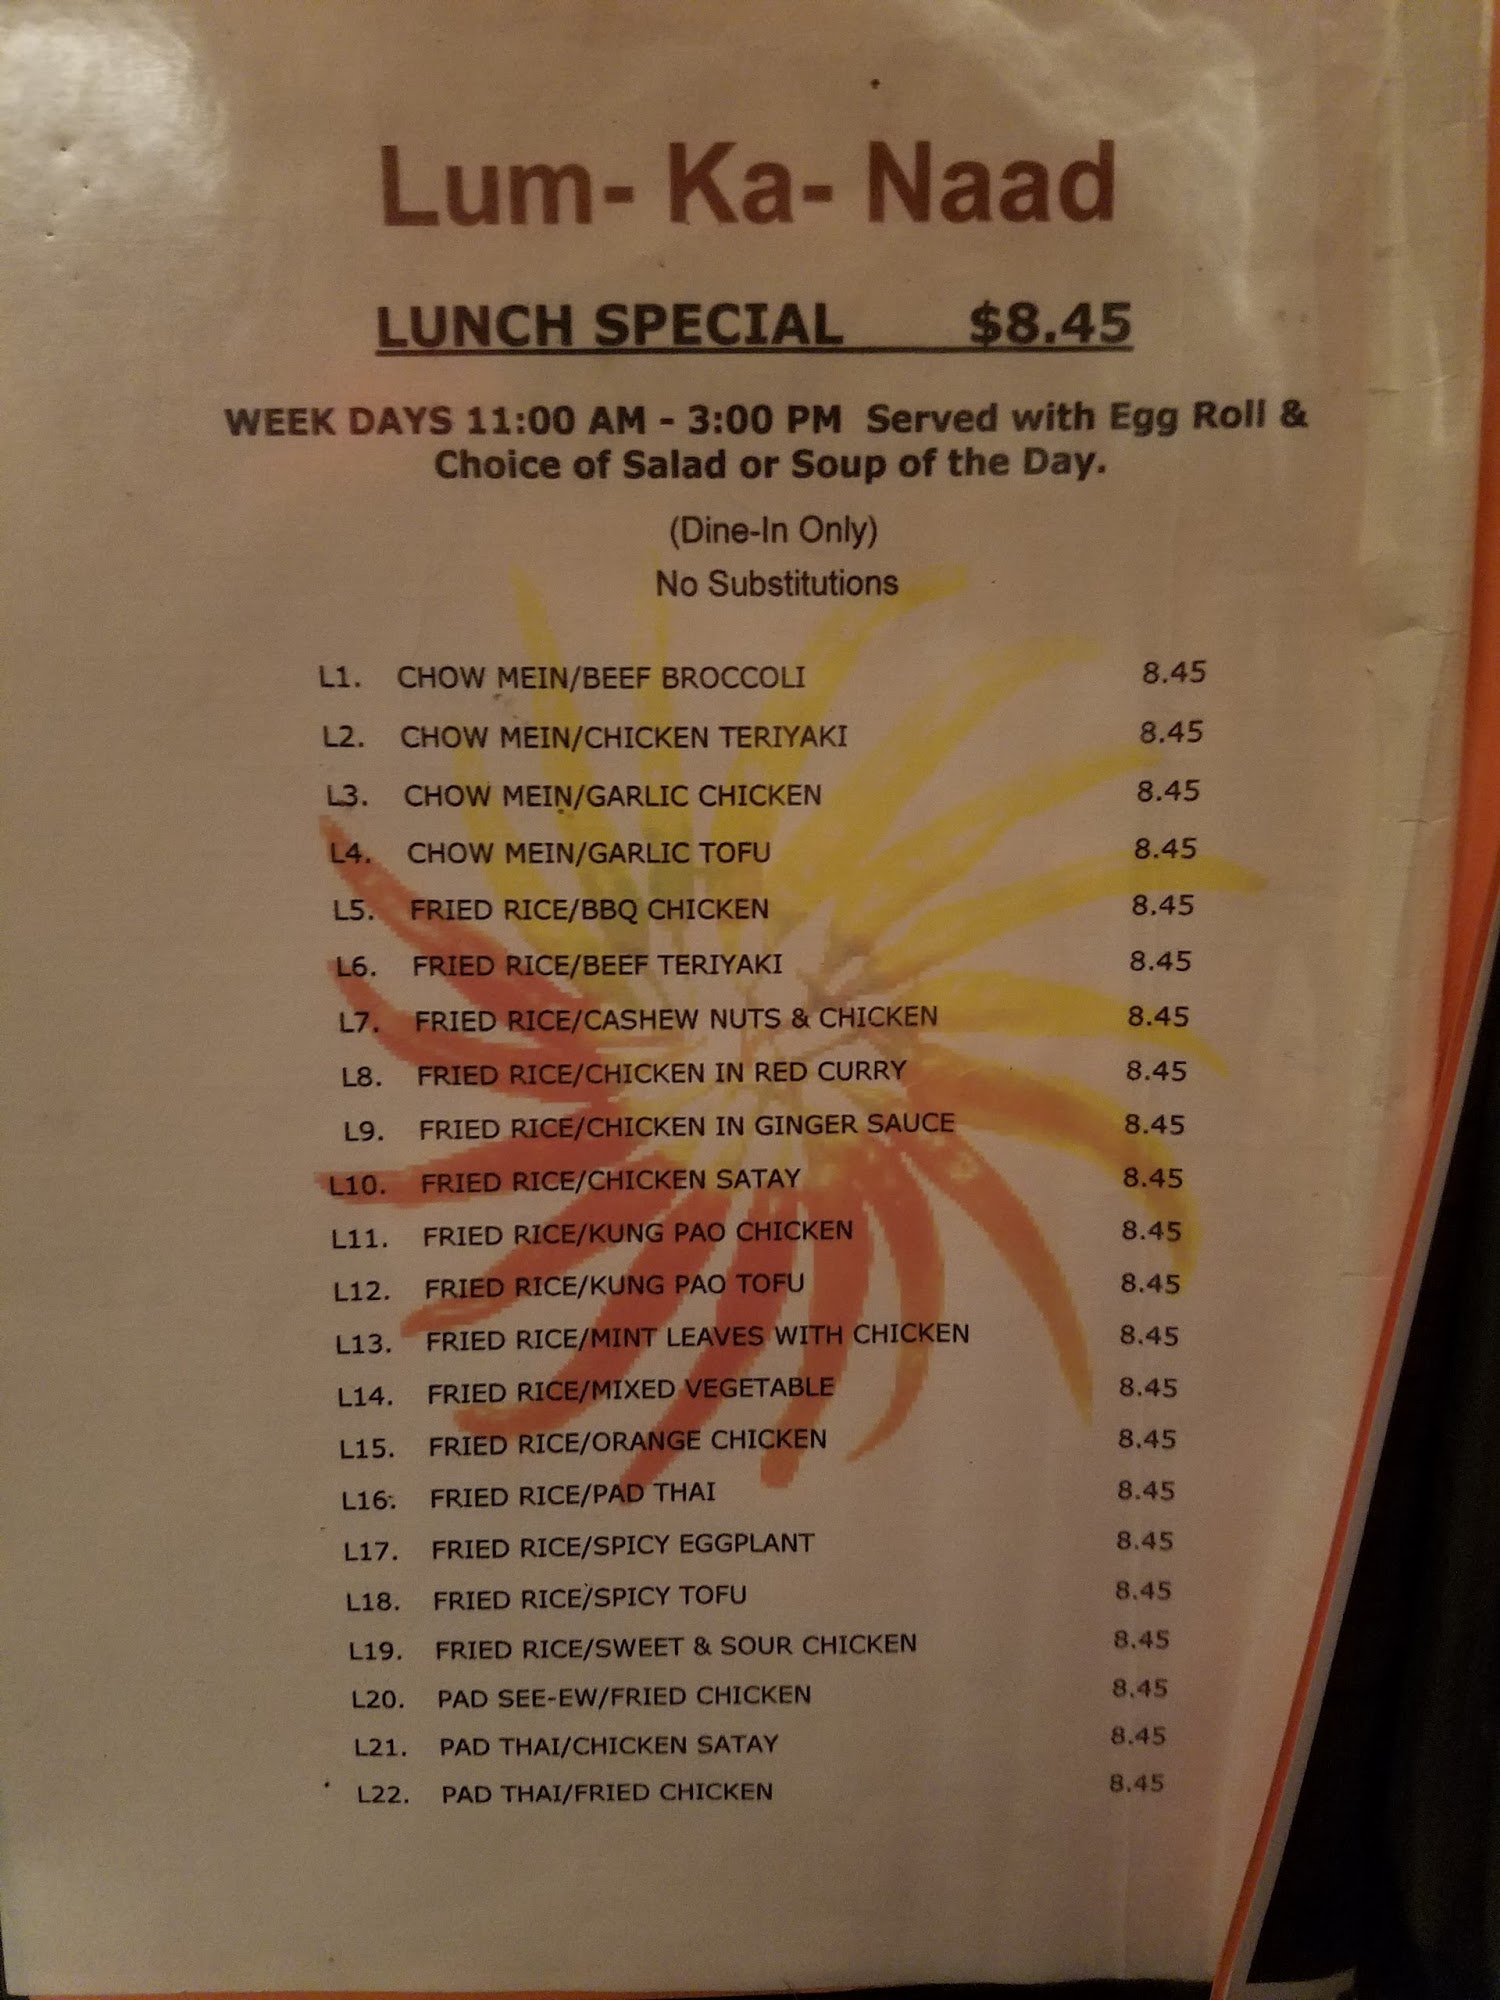 Lum- Ka- Naad
LUNCH SPECIAL $8.45
WEEK DAYS 11:00 AM - 3:00 PM Served with Egg Roll &
Choice of Salad or Soup of the Day.
(Dine-In Only)
No Substitutions
L1. CHOW MEIN/BEEF BROCCOLI 8.45
L2. CHOW MEIN/CHICKEN TERIYAKI 8.45
L3. CHOW MEIN/GARLIC CHICKEN 8.45
L4. CHOW MEIN/GARLIC TOFU 8.45
L5. FRIED RICE/BBQ CHICKEN 8.45
L6. FRIED RICE/BEEF TERIYAKI 8.45
L7. FRIED RICE/CASHEW NUTS & CHICKEN 8.45
L8. FRIED RICE/CHICKEN IN RED CURRY 8.45
L9. FRIED RICE/CHICKEN IN GINGER SAUCE 8.45
L10. FRIED RICE/CHICKEN SATAY 8.45
L11. FRIED RICE/KUNG PAO CHICKEN 8.45
L12. FRIED RICE/KUNG PAO TOFU 8.45
L13. FRIED RICE/MINT LEAVES WITH CHICKEN 8.45
L14. FRIED RICE/MIXED VEGETABLE 8.45
L15. FRIED RICE/ORANGE CHICKEN 8.45
L16. FRIED RICE/PAD THAI 8.45
L17. FRIED RICE/SPICY EGGPLANT 8.45
L18. FRIED RICE/SPICY TOFU 8.45
L19. FRIED RICE/SWEET & SOUR CHICKEN 8.45
L20. PAD SEE-EW/FRIED CHICKEN 8.45
L21. PAD THAI/CHICKEN SATAY 8.45
L22. PAD THAI/FRIED CHICKEN 8.45